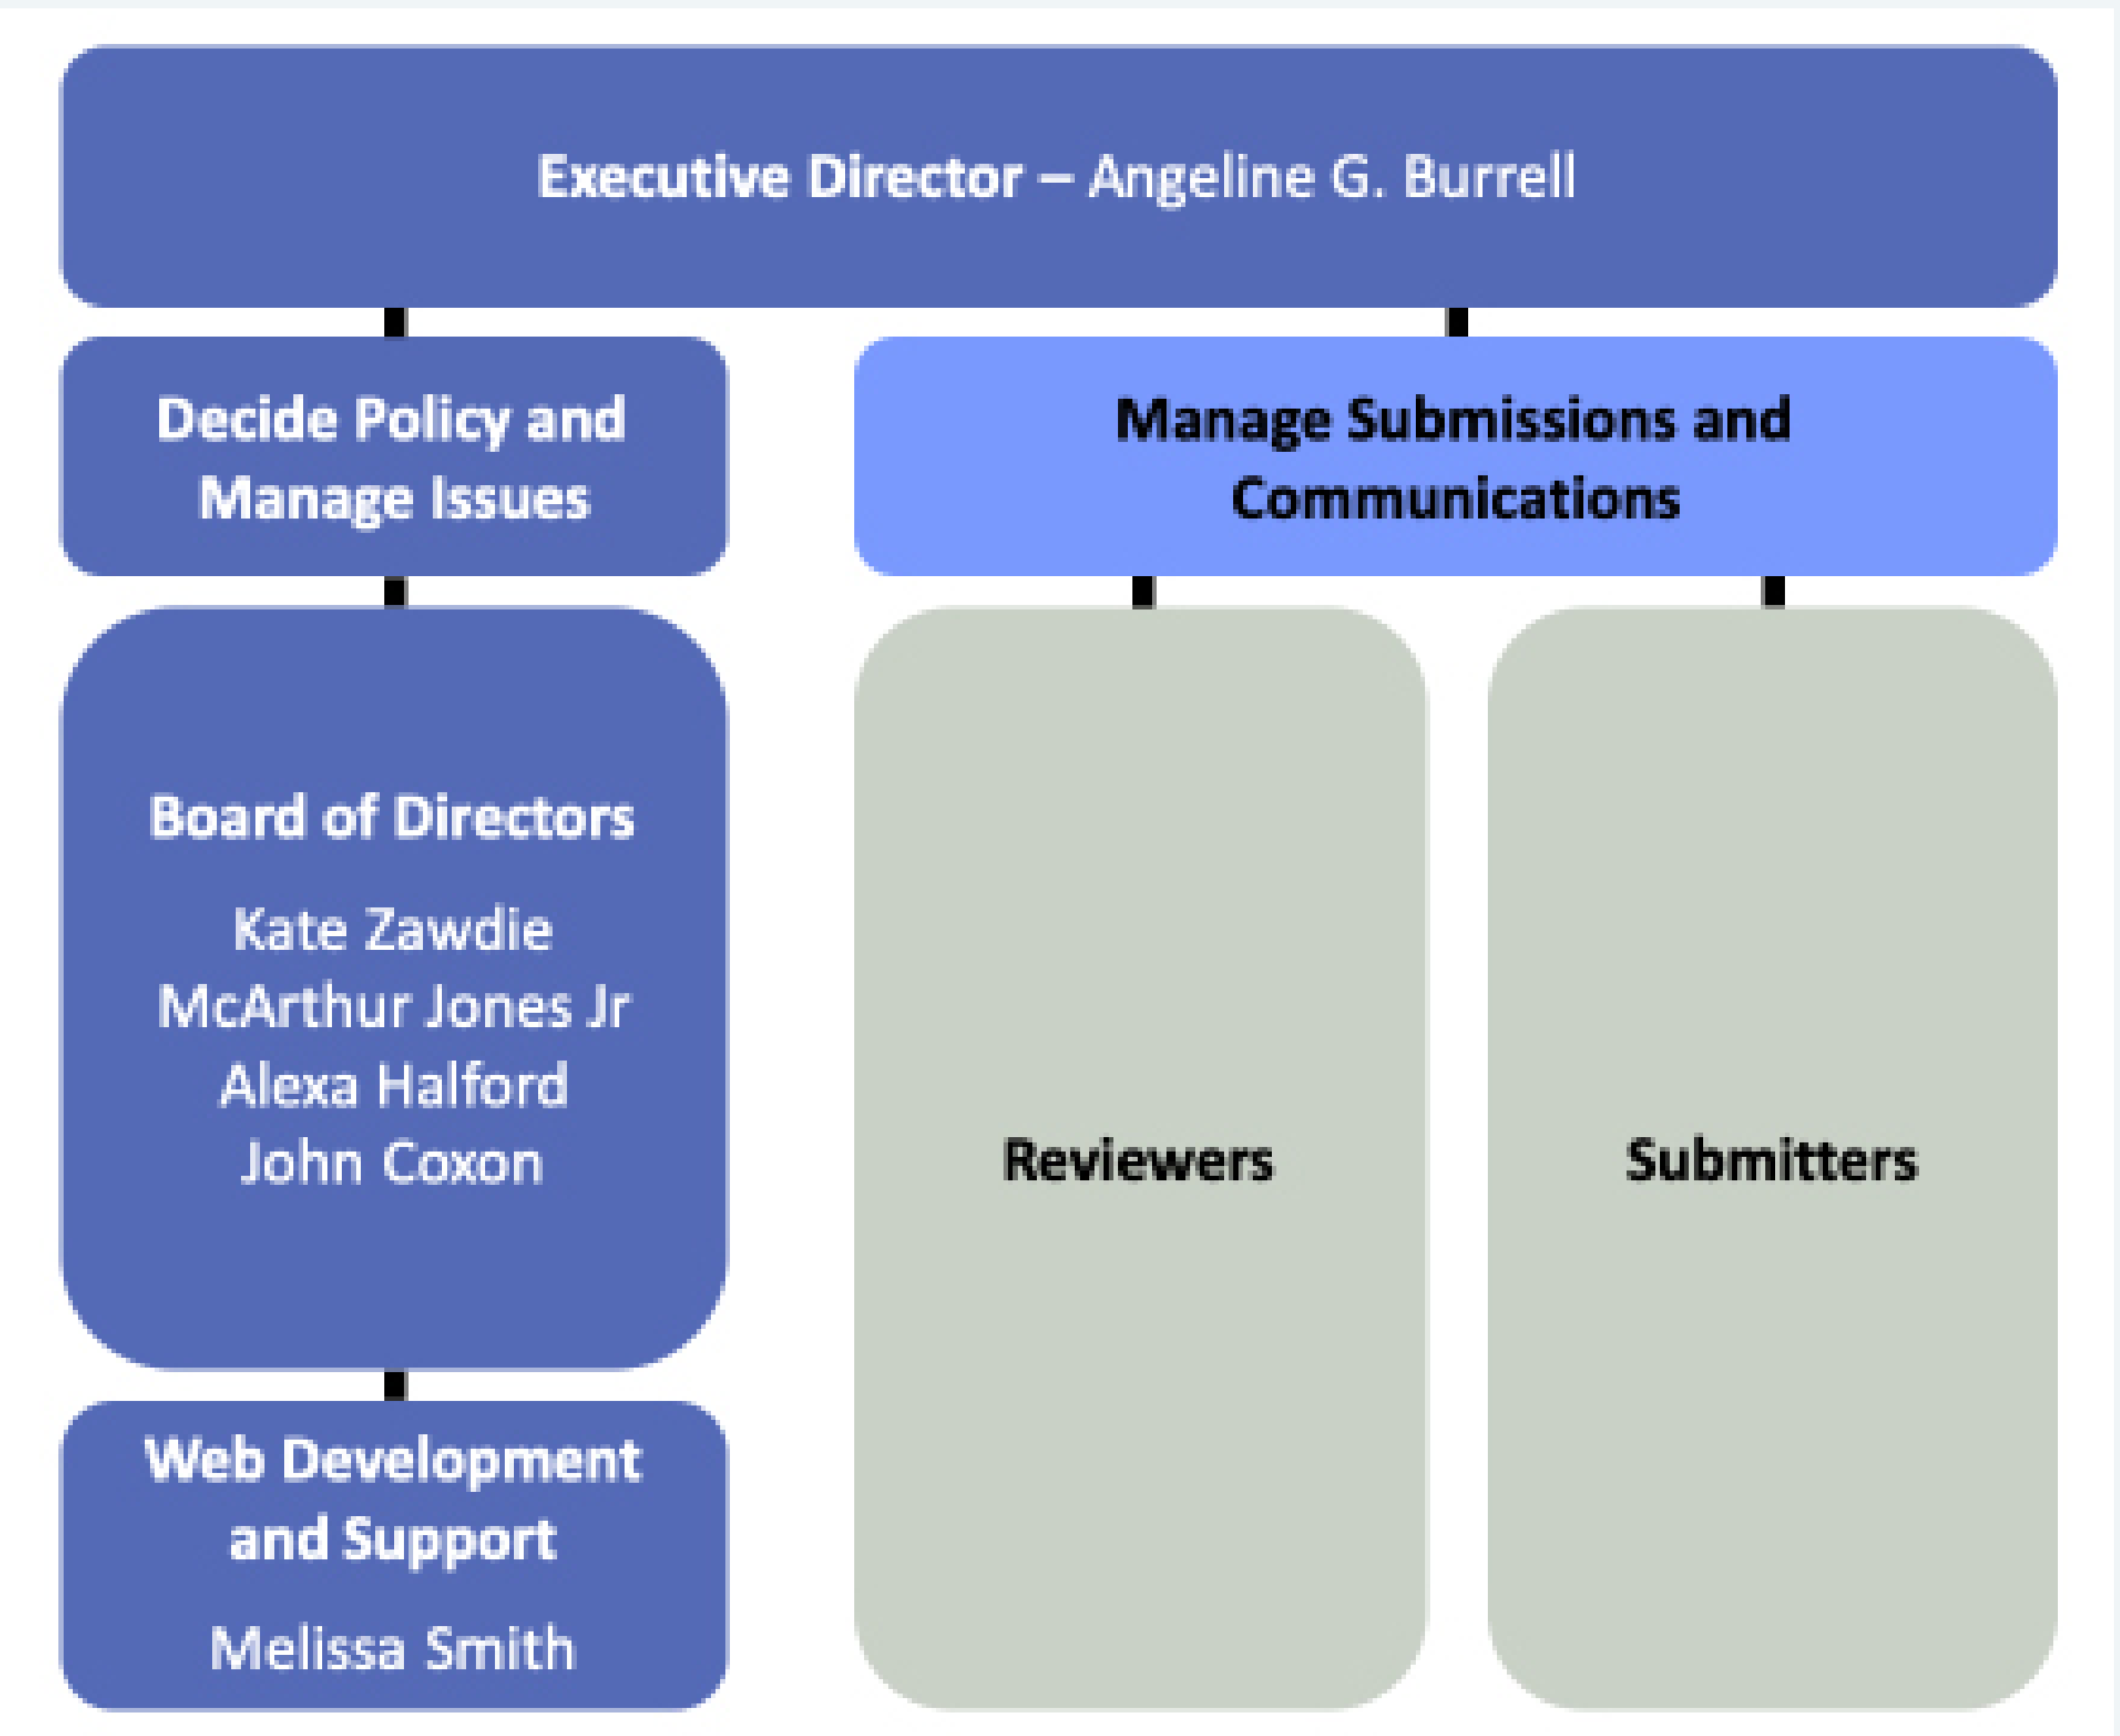 Executive Director – Angeline G. Burrell
Decide Policy and
Manage Issues
Manage Submissions and
Communications
Board of Directors
Kate Zawdie
McArthur Jones Jr
Alexa Halford
John Coxon
Reviewers
Submitters
Web Development
and Support
Melissa Smith